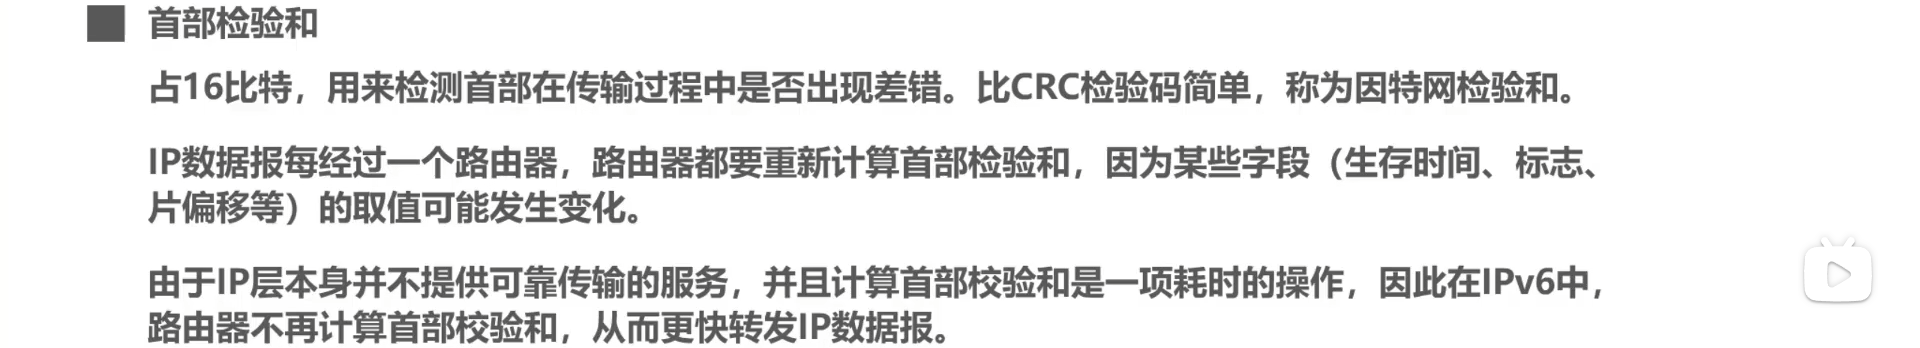 首部检验和
占16比特，用来检测首部在传输过程中是否出现差错。比CRC检验码简单，称为因特网检验和。
IP数据报每经过一个路由器，路由器都要重新计算首部检验和，因为某些字段（生存时间、标志、
片偏移等）的取值可能发生变化。
由于IP层本身并不提供可靠传输的服务，并且计算首部校验和是一项耗时的操作，因此在IPv6中，
路由器不再计算首部校验和，从而更快转发IP数据报。